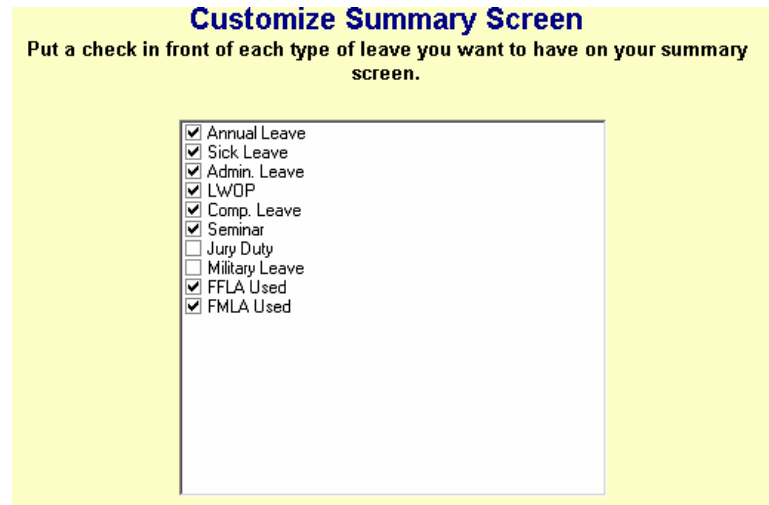 Customize Summary Screen
Put a check in front of each type of leave you want to have on your summary
screen.
Annual Leave
Sick Leave
Admin. Leave
LWOP
Comp. Leave
Seminar
Jury Duty
Military Leave
FFLA Used
FMLA Used